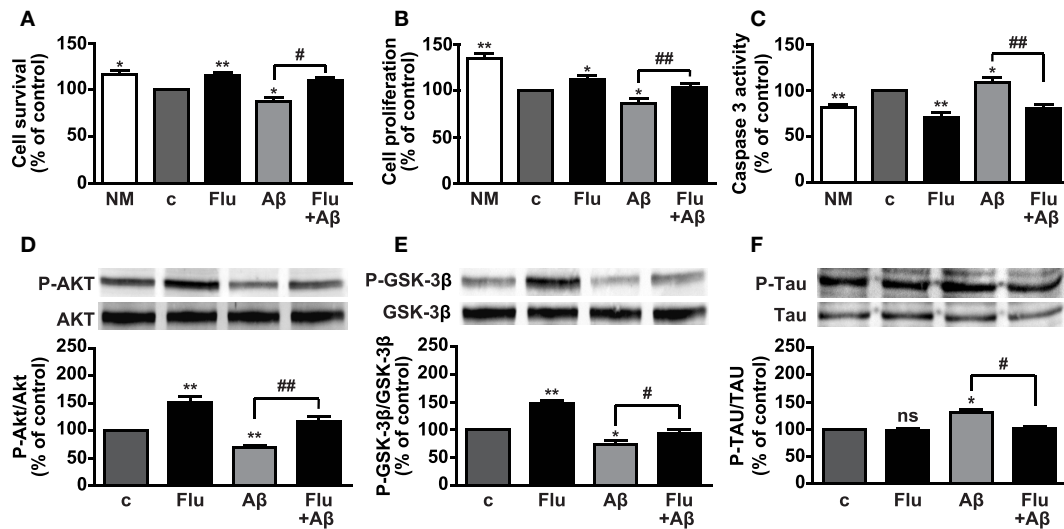 A
Cell survival
(% of control)
150
100
50
0
*
**
*
#
NM
c
Flu
Aβ
Flu
+Aβ
B
Cell proliferation
(% of control)
150
100
50
0
**
*
*
##
NM
c
Flu
Aβ
Flu
+Aβ
C
Caspase 3 activity
(% of control)
150
100
50
0
**
**
*
##
NM
c
Flu
Aβ
Flu
+Aβ
D
P-AKT
AKT
P-Akt/Akt
(% of control)
250
200
150
100
50
0
**
**
##
c
Flu
Aβ
Flu
+Aβ
E
P-GSK-3β
GSK-3β
P-GSK-3β/GSK-3β
(% of control)
250
200
150
100
50
0
**
*
#
c
Flu
Aβ
Flu
+Aβ
F
P-Tau
Tau
P-TAU/TAU
(% of control)
250
200
150
100
50
0
ns
*
#
c
Flu
Aβ
Flu
+Aβ